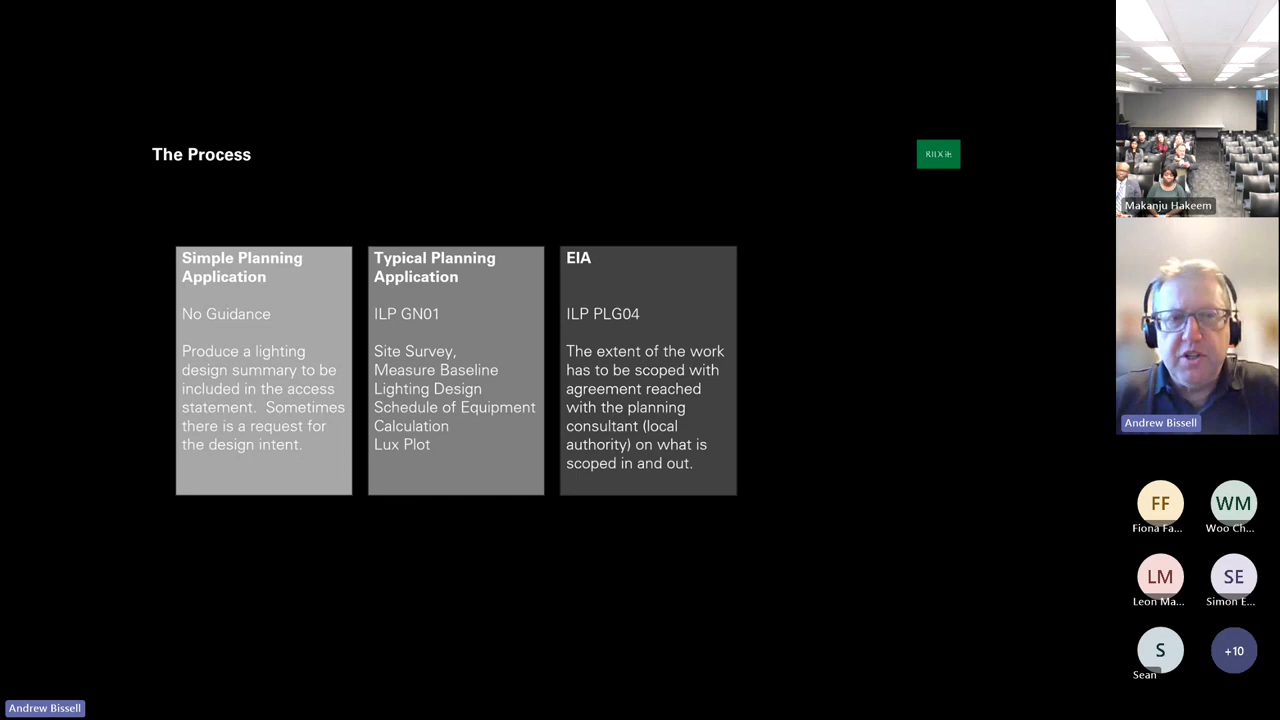 The Process
RIDGE
Simple Planning
Application
No Guidance
Produce a lighting
design summary to be
included in the access
statement. Sometimes
there is a request for
the design intent.
Typical Planning
Application
ILP GN01
Site Survey,
Measure Baseline
Lighting Design
Schedule of Equipment
Calculation
Lux Plot
EIA
ILP PLG04
The extent of the work
has to be scoped with
agreement reached
with the planning
consultant (local
authority) on what is
scoped in and out.
Makanju Hakeem
Andrew Bissell
FF
Fiona Fa...
WM
Woo Ch...
LM
Leon Ma...
SE
Simon E...
S
Sean
+10
Andrew Bissell